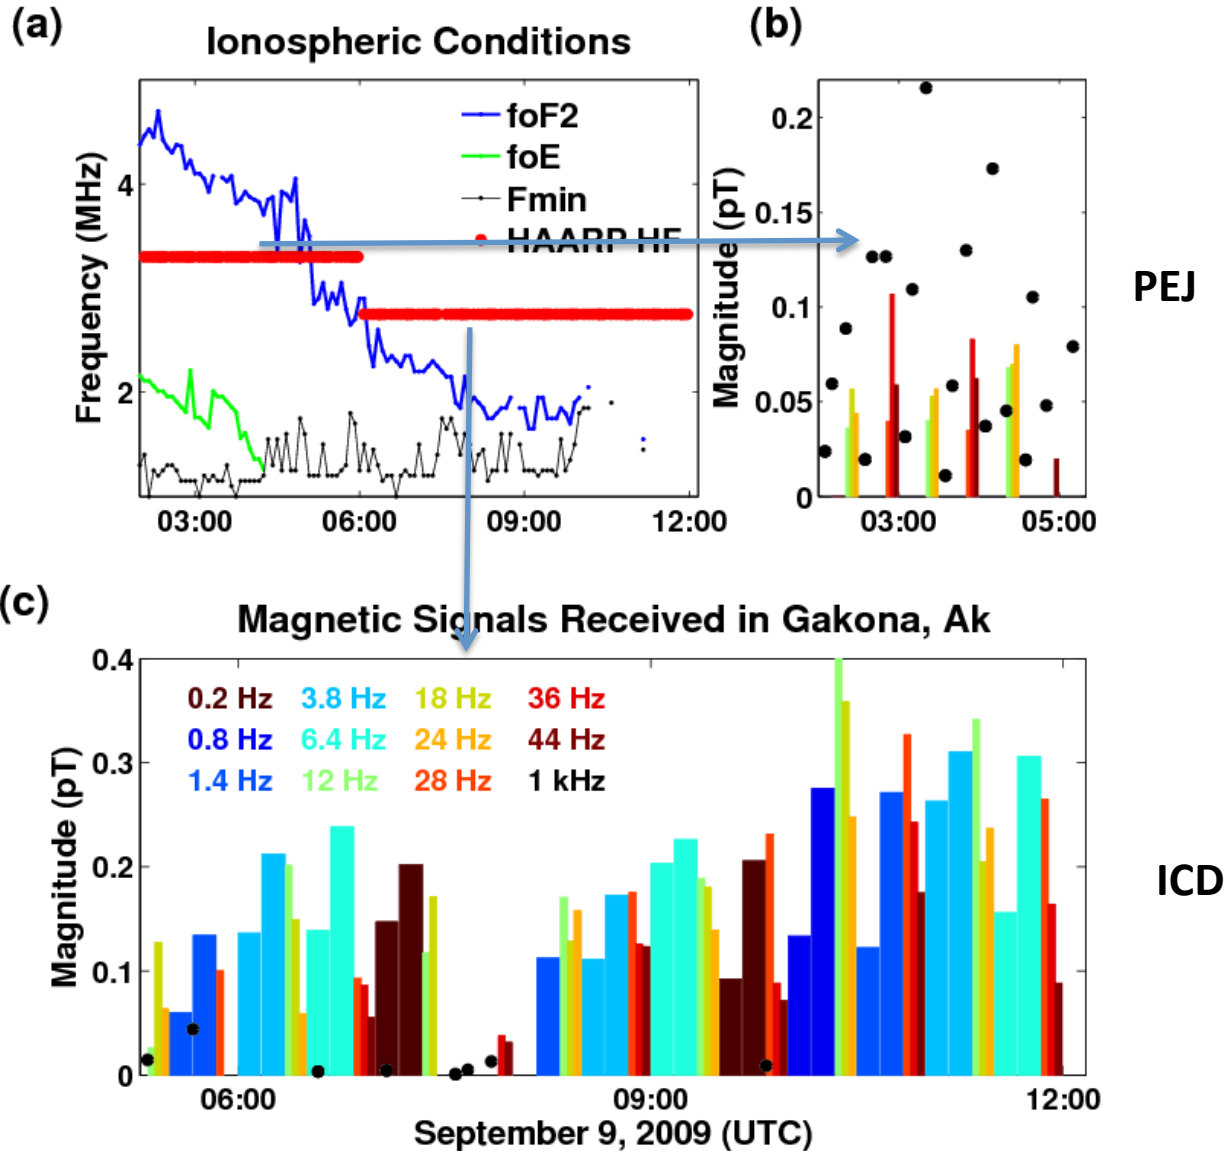 (a)
Ionospheric Conditions
(b)
foF2
foE
Fmin
HAARP HF
Frequency (MHz)
4
2
03:00
06:00
09:00
12:00
Magnitude (pT)
0.2
0.15
0.1
0.05
0
03:00
05:00
PEJ
(c)
Magnetic Signals Received in Gakona, Ak
0.4
0.3
0.2
0.1
0
Magnitude (pT)
0.2 Hz 3.8 Hz 18 Hz 36 Hz
0.8 Hz 6.4 Hz 24 Hz 44 Hz
1.4 Hz 12 Hz 28 Hz 1 kHz
ICD
06:00
09:00
12:00
September 9, 2009 (UTC)